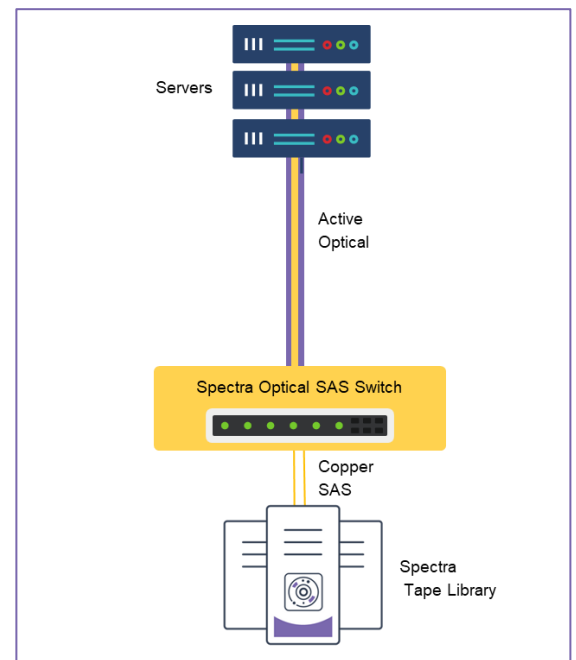 Servers
Active
Optical
Spectra Optical SAS Switch
Copper
SAS
Spectra
Tape Library